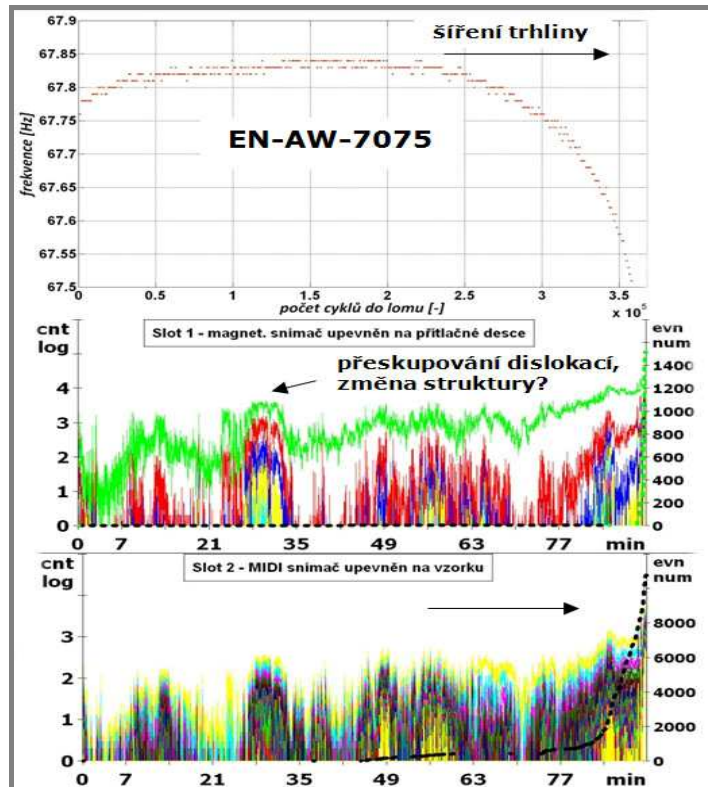 67.9
67.85
67.8
67.75
67.7
67.65
67.6
67.55
67.5
frekvence [Hz]
šíření trhliny
EN-AW-7075
0 0.5 1 1.5 2 2.5 3 3.5
počet cyklů do lomu [-]
x 10⁵
cnt
log
Slot 1 - magnet. snimač upevněn na přitlačné desce
evn
num
přeskupování dislokací,
změna struktury?
4
3
2
1
0
1400
1200
1000
800
600
400
200
0
0 7 21 35 49 63 77 min
cnt
log
Slot 2 - MIDI snimač upevněn na vzorku
evn
num
3
2
1
0
8000
6000
4000
2000
0
0 7 21 35 49 63 77 min